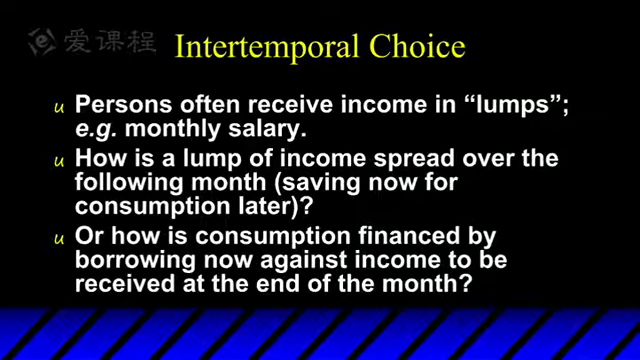 爱课程
Intertemporal Choice
u Persons often receive income in “lumps”;
e.g. monthly salary.
u How is a lump of income spread over the
following month (saving now for
consumption later)?
u Or how is consumption financed by
borrowing now against income to be
received at the end of the month?